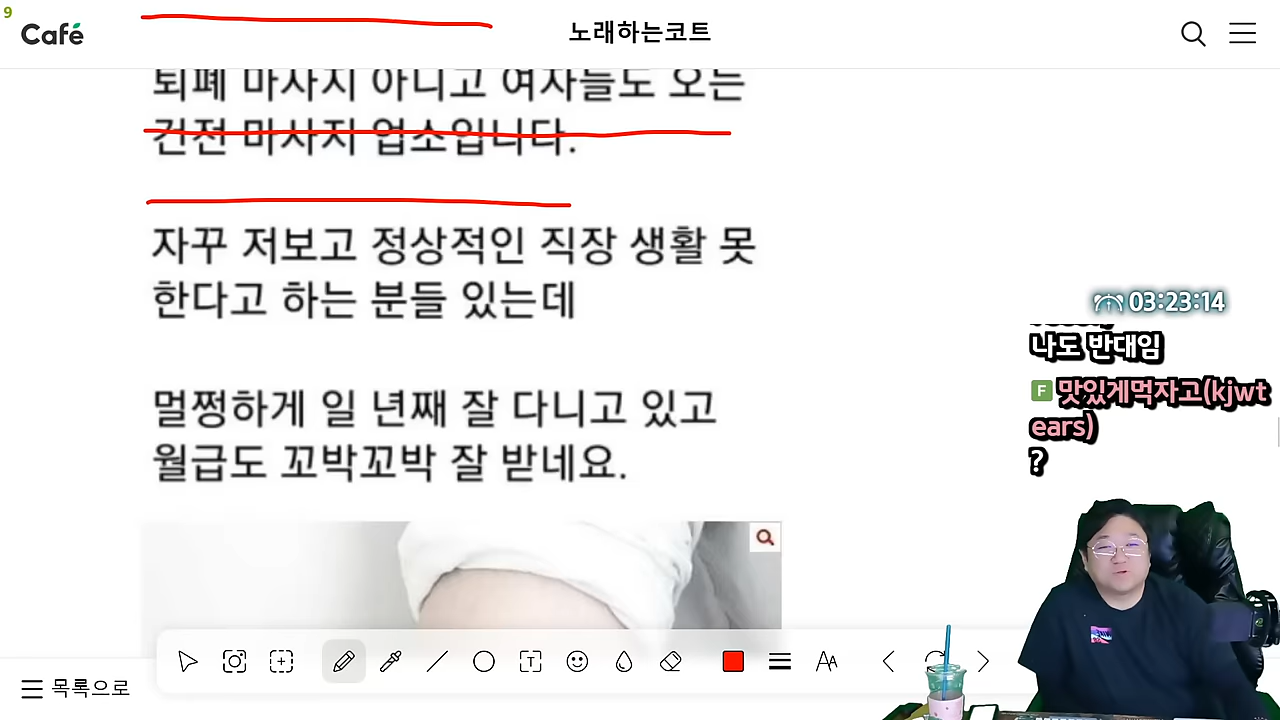 9
Café
노래하는코트
퇴폐 마사지 아니고 여자들도 오는
건전 마사지 업소입니다.
자꾸 저보고 정상적인 직장 생활 못
한다고 하는 분들 있는데
멀쩡하게 일 년째 잘 다니고 있고
월급도 꼬박꼬박 잘 받네요.
03:23:14
나도 반대임
F 맛있게먹자고(kjwt
ears)
?
T
AA
목록으로